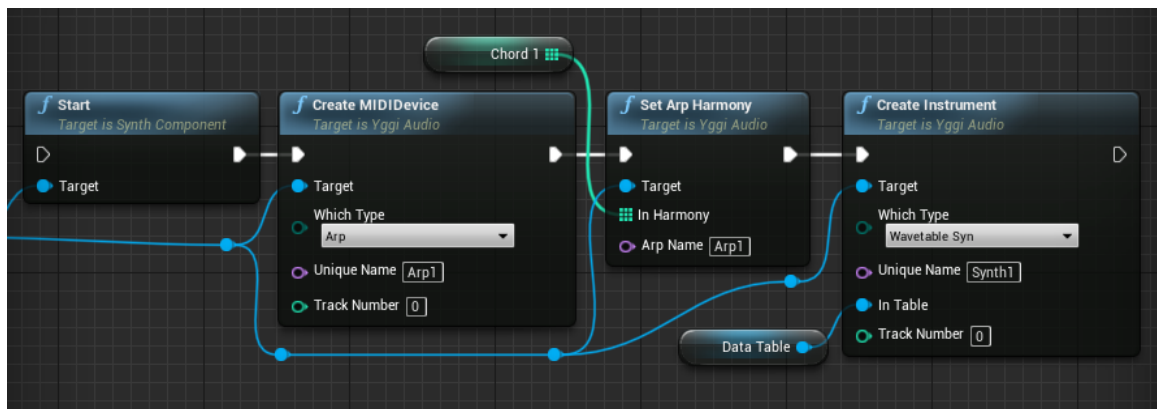 Chord 1
f Start
Target is Synth Component
Target
f Create MIDIDevice
Target is Yggi Audio
Target
Which Type
Arp
Unique Name Arp1
Track Number 0
f Set Arp Harmony
Target is Yggi Audio
Target
In Harmony
Arp Name Arp1
f Create Instrument
Target is Yggi Audio
Target
Which Type
Wavetable Syn
Unique Name Synth1
In Table
Track Number 0
Data Table